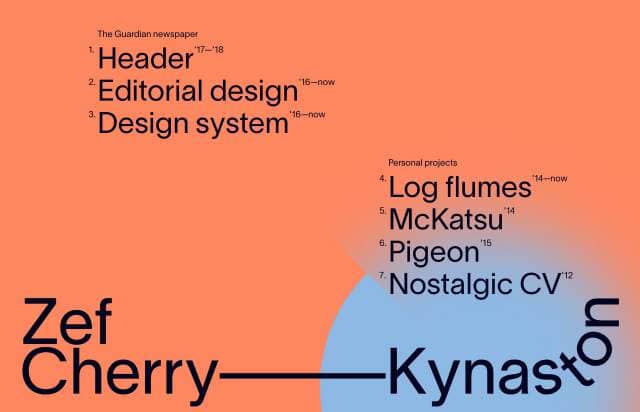 The Guardian newspaper
1. Header '17—'18
2. Editorial design '16—now
3. Design system '16—now
Personal projects
4. Log flumes '14—now
5. McKatsu '14
6. Pigeon '15
7. Nostalgic CV '12
Zef
Cherry—Kynaston